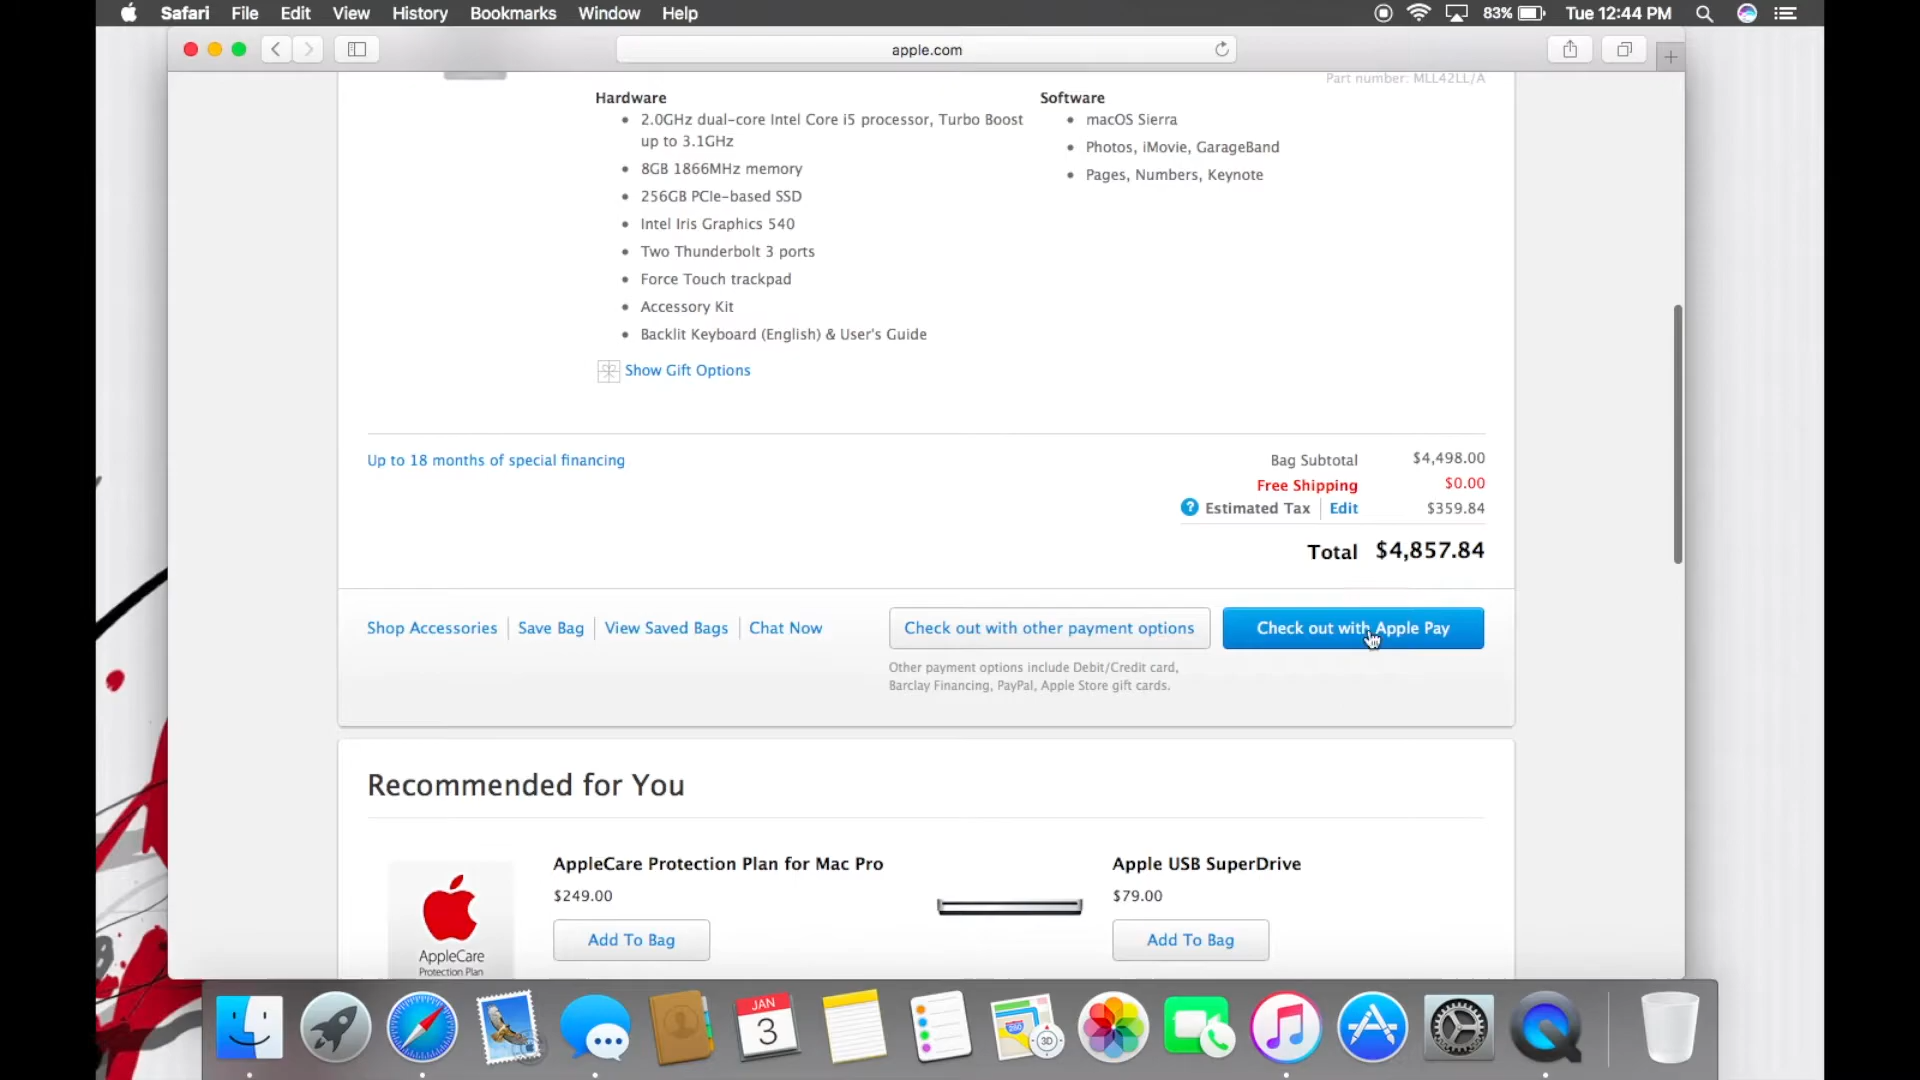 Safari File Edit View History Bookmarks Window Help 83% Tue 12:44 PM
apple.com
Part number: MLL42LL/A
Hardware
2.0GHz dual-core Intel Core i5 processor, Turbo Boost
up to 3.1GHz
8GB 1866MHz memory
256GB PCIe-based SSD
Intel Iris Graphics 540
Two Thunderbolt 3 ports
Force Touch trackpad
Accessory Kit
Backlit Keyboard (English) & User's Guide
Show Gift Options
Software
macOS Sierra
Photos, iMovie, GarageBand
Pages, Numbers, Keynote
Up to 18 months of special financing
Bag Subtotal $4,498.00
Free Shipping $0.00
? Estimated Tax Edit $359.84
Total $4,857.84
Shop Accessories Save Bag View Saved Bags Chat Now
Check out with other payment options
Check out with Apple Pay
Other payment options include Debit/Credit card,
Barclay Financing, PayPal, Apple Store gift cards.
Recommended for You
AppleCare
Protection Plan
AppleCare Protection Plan for Mac Pro
$249.00
Add To Bag
Apple USB SuperDrive
$79.00
Add To Bag
JAN
3
280
3D